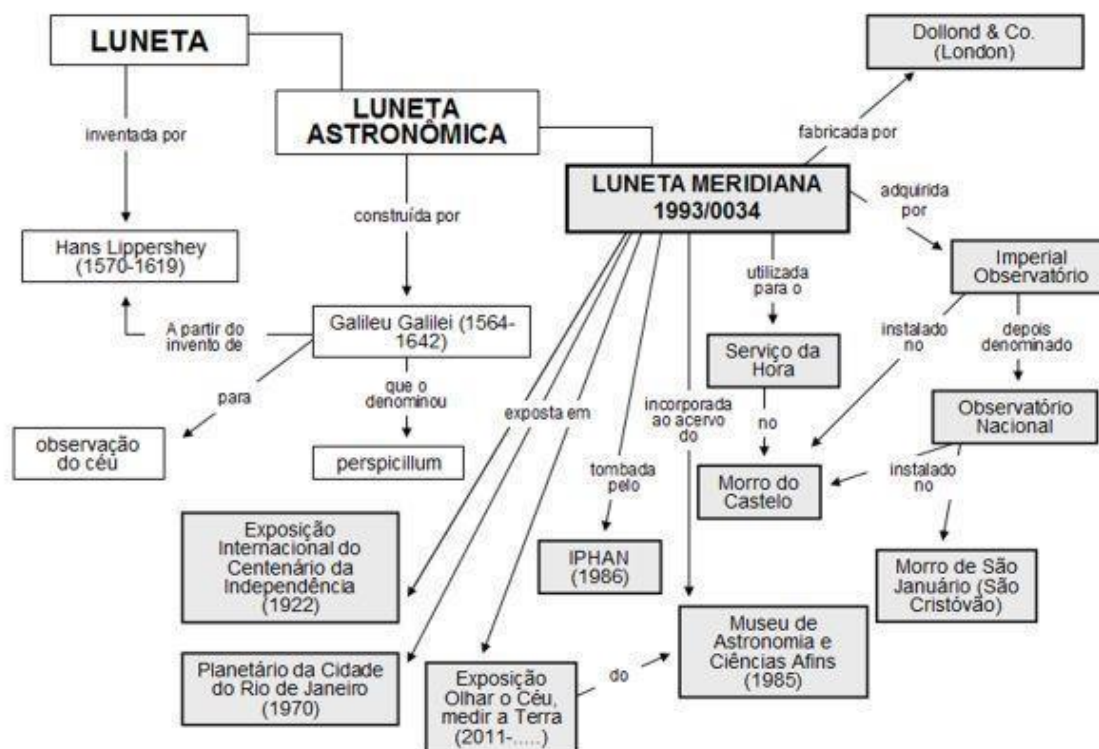 LUNETA
Dollond & Co.
(London)
LUNETA
ASTRONÔMICA
inventada por
fabricada por
LUNETA MERIDIANA
1993/0034
adquirida
por
construída por
Hans Lippershey
(1570-1619)
Imperial
Observatório
utilizada
para o
A partir do
invento de
Galileu Galilei (1564-
1642)
instalado
no
depois
denominado
Serviço da
Hora
que o
denominou
para
exposta em
incorporada
ao acervo
do
no
Observatório
Nacional
observação
do céu
perspicillum
tombada
pelo
Morro do
Castelo
instalado
no
Exposição
Internacional do
Centenário da
Independência
(1922)
IPHAN
(1986)
Morro de São
Januário (São
Cristóvão)
Museu de
Astronomia e
Ciências Afins
(1985)
Planetário da Cidade
do Rio de Janeiro
(1970)
Exposição
Olhar o Céu,
medir a Terra
(2011-.....)
do